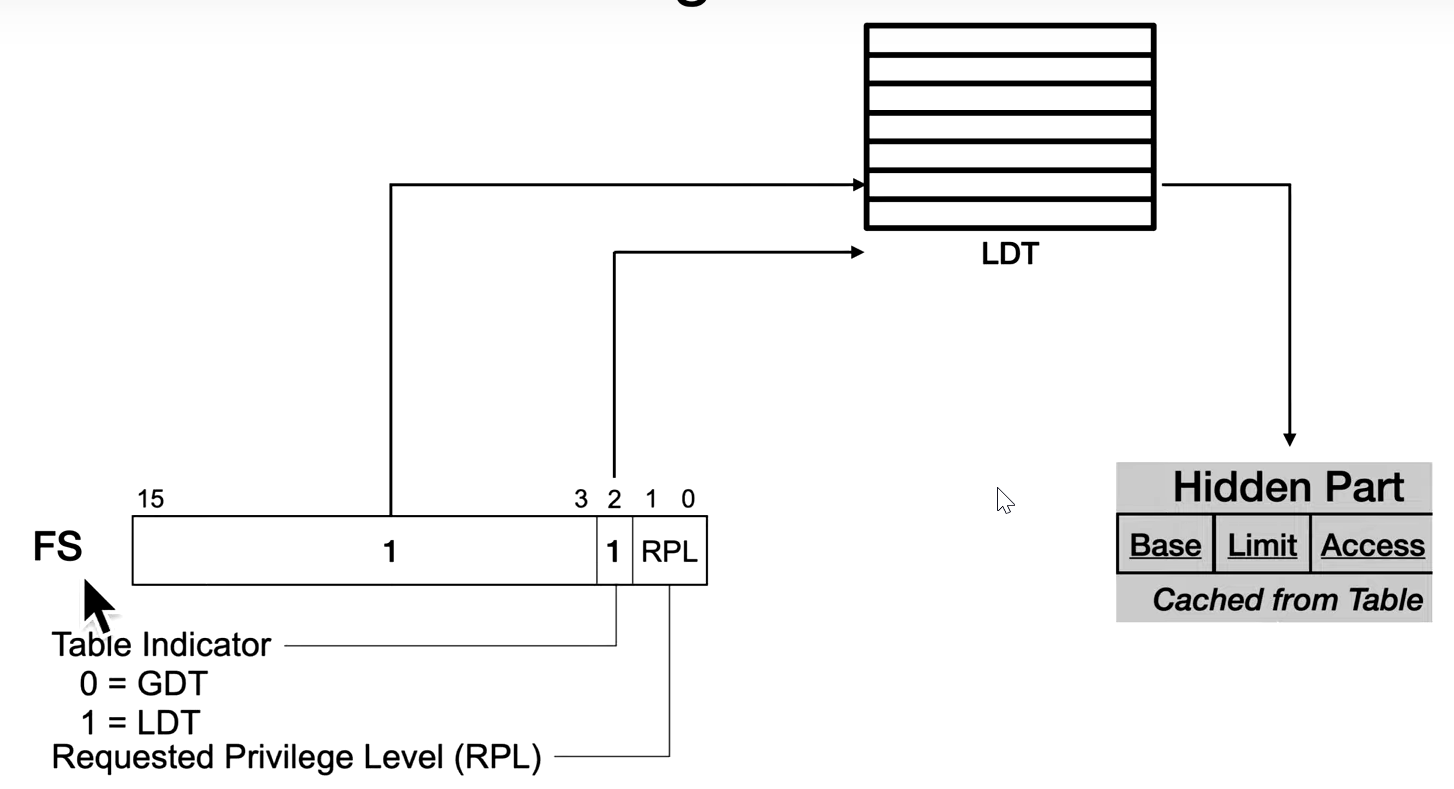 g
LDT
15 3 2 1 0
FS 1 1 RPL
Hidden Part
Base Limit Access
Cached from Table
Table Indicator
0 = GDT
1 = LDT
Requested Privilege Level (RPL)